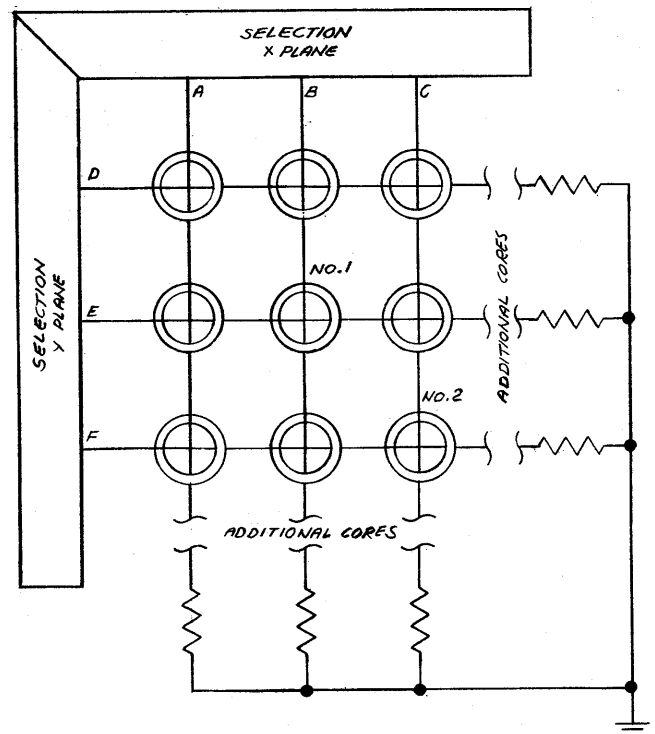 SELECTION
X PLANE
A
B
C
D
SELECTION
Y PLANE
NO.1
E
ADDITIONAL CORES
NO.2
F
ADDITIONAL CORES